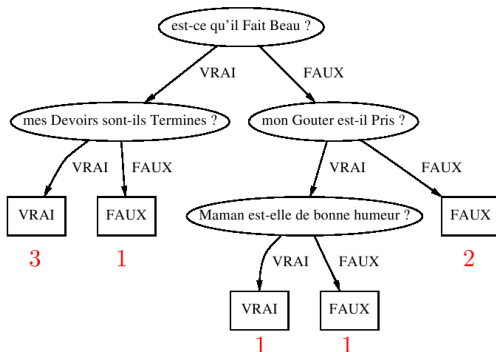 est-ce qu'il Fait Beau ?
VRAI
FAUX
mes Devoirs sont-ils Termines ?
mon Gouter est-il Pris ?
VRAI
FAUX
VRAI
FAUX
VRAI
FAUX
Maman est-elle de bonne humeur ?
FAUX
3
1
VRAI
FAUX
2
VRAI
FAUX
1
1